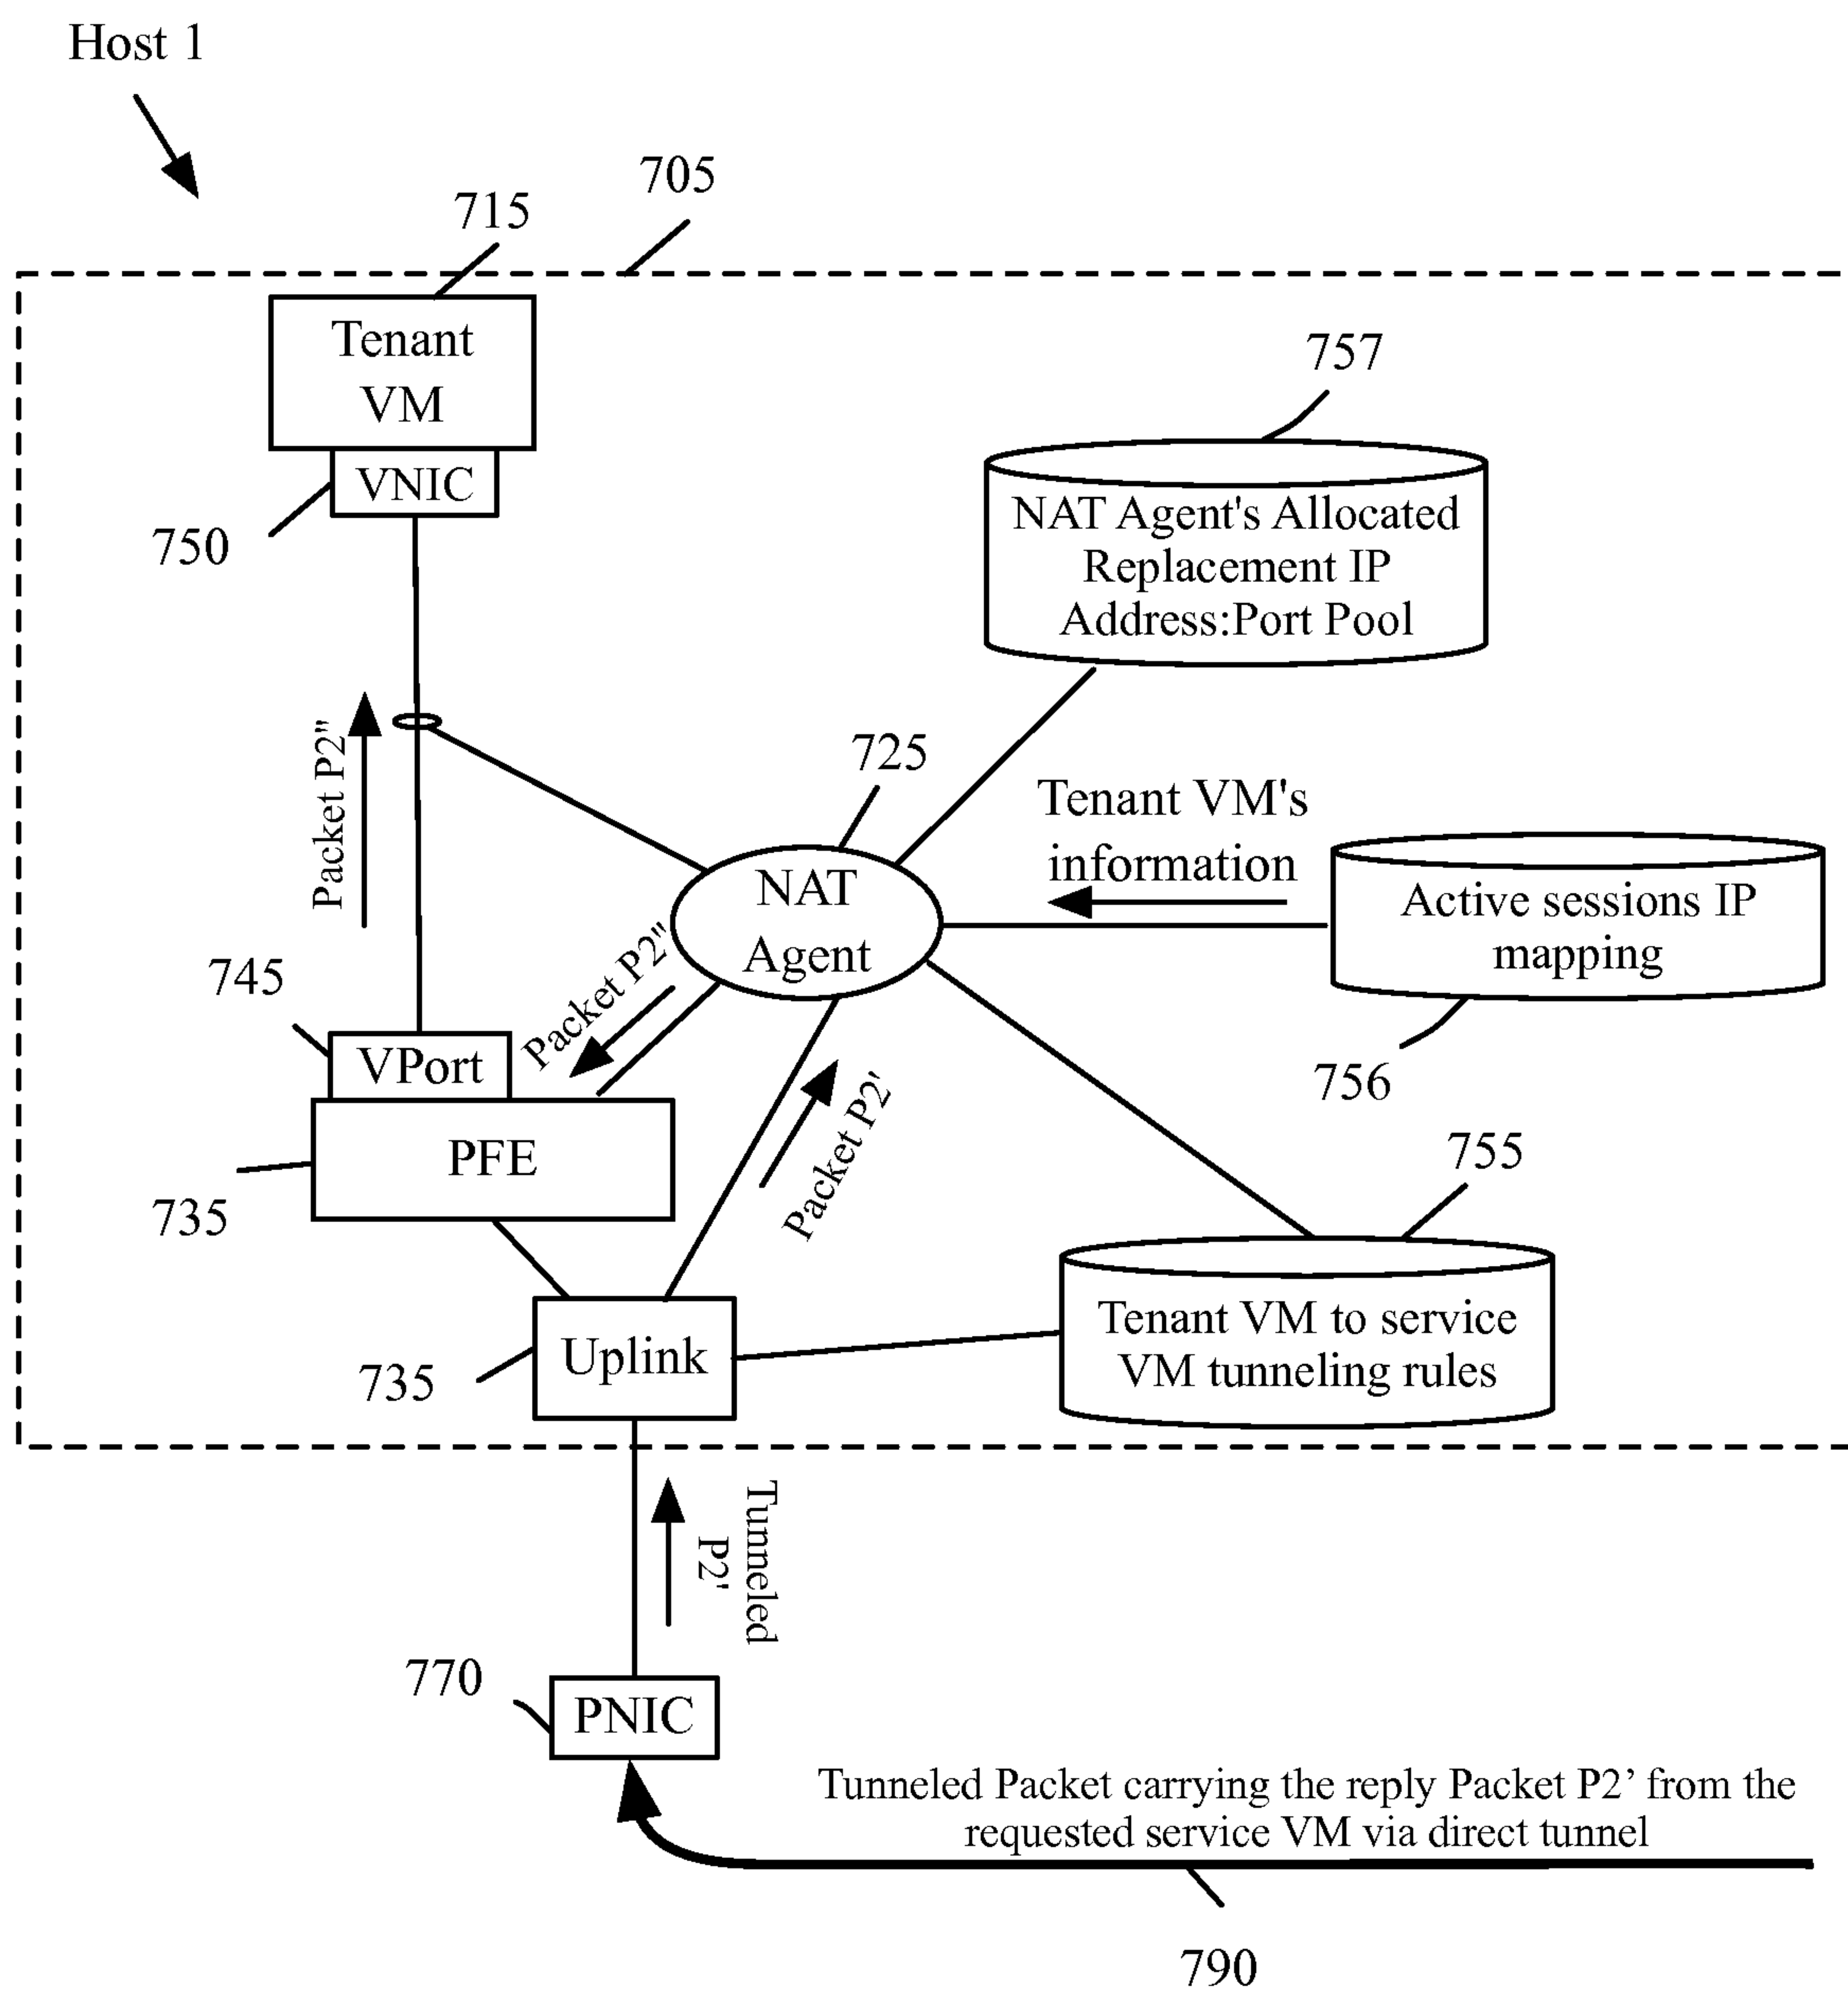 Host 1
705
715
Tenant
VM
VNIC
750
757
NAT Agent's Allocated
Replacement IP
Address:Port Pool
Packet P2"
725
Tenant VM's
information
NAT
Agent
Active sessions IP
mapping
756
Packet P2"
745
VPort
PFE
735
Packet P2'
755
Tenant VM to service
VM tunneling rules
Uplink
735
Tunneled
P2'
770
PNIC
Tunneled Packet carrying the reply Packet P2’ from the
requested service VM via direct tunnel
790